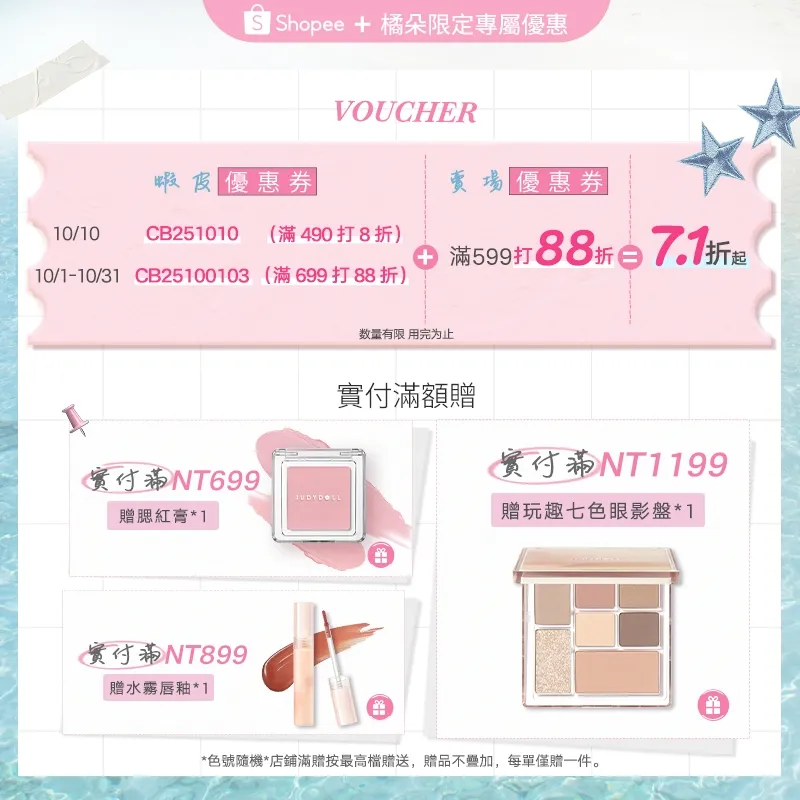 Shopee + 橘朵限定專屬優惠
VOUCHER
蝦皮 優惠券
賣場 優惠券
10/10 CB251010 (滿 490 打 8 折)
10/1-10/31 CB25100103 (滿 699 打 88 折)
+
滿599打88折
=
7.1折起
数量有限 用完为止
實付滿額贈
實付滿NT699
贈腮紅膏*1
JUDYDOLL
實付滿NT899
贈水霧唇釉*1
實付滿NT1199
贈玩趣七色眼影盤*1
*色號隨機*店鋪滿贈按最高檔贈送，贈品不疊加，每單僅贈一件。